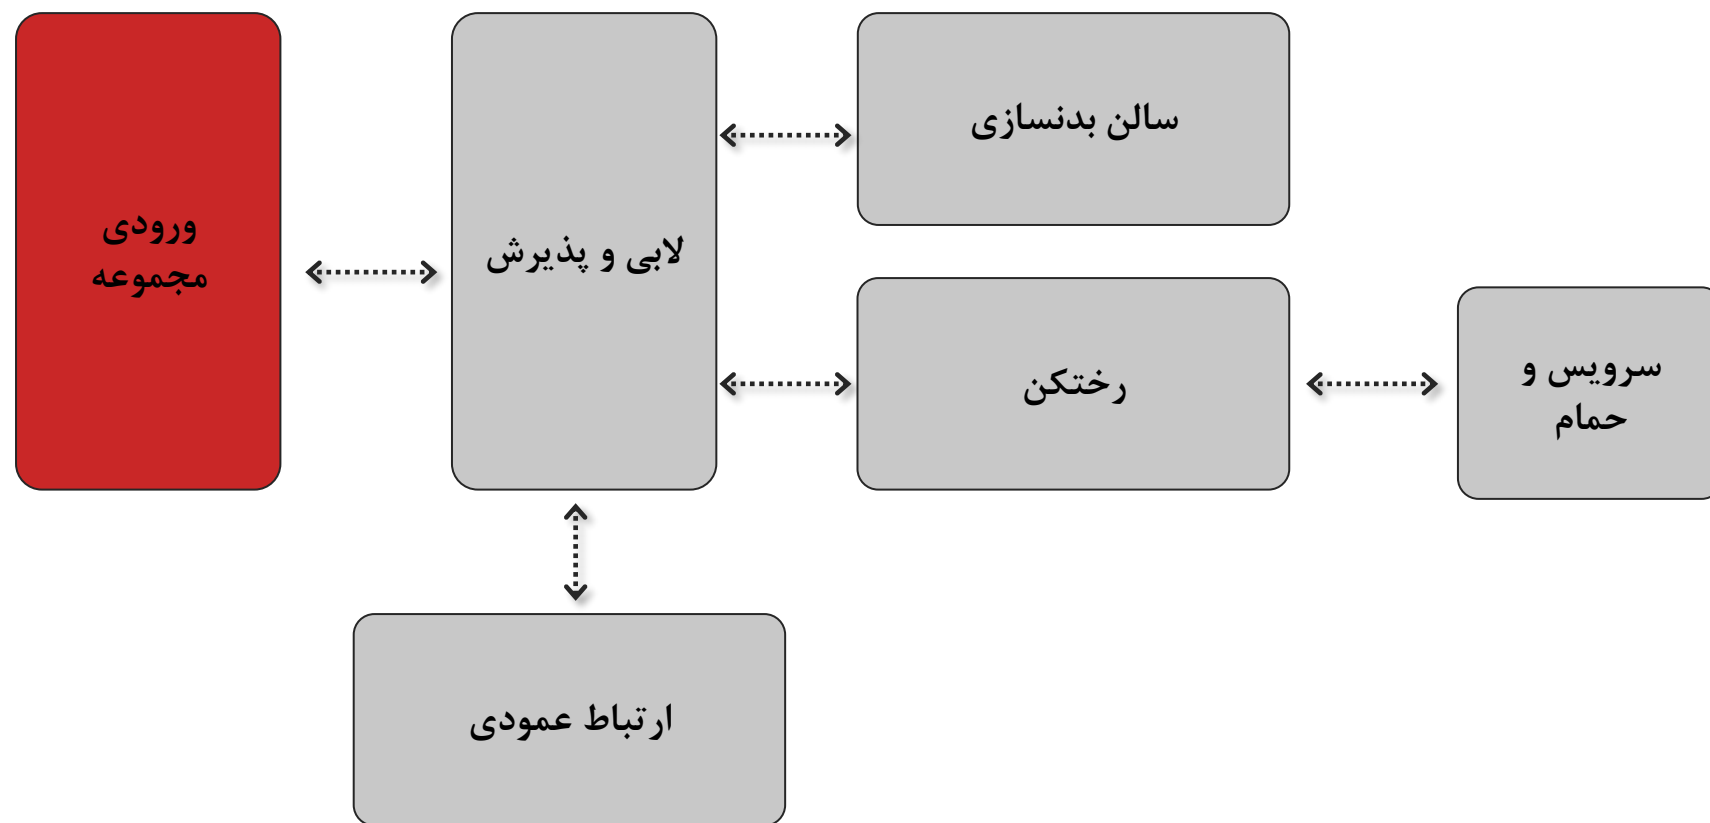 ورودی
مجموعه
لابی و پذیرش
سالن بدنسازی
رختکن
سرویس و
حمام
ارتباط عمودی